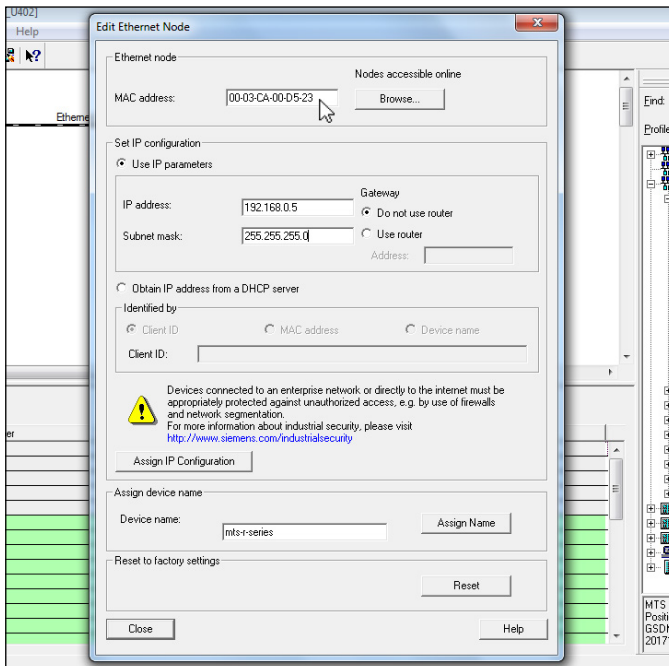 _U402]
Help
Edit Ethernet Node
Ethernet node
Nodes accessible online
MAC address:
00-03-CA-00-D5-23
Browse...
Etherne
Find:
Profile
Set IP configuration
Use IP parameters
IP address:
192.168.0.5
Subnet mask:
255.255.255.0
Gateway
Do not use router
Use router
Address:
Obtain IP address from a DHCP server
Identified by
Client ID
MAC address
Device name
Client ID:
Devices connected to an enterprise network or directly to the internet must be
appropriately protected against unauthorized access, e.g. by use of firewalls
and network segmentation.
For more information about industrial security, please visit
http://www.siemens.com/industrialsecurity
Assign IP Configuration
er
Assign device name
Device name:
mts-r-series
Assign Name
Reset to factory settings
Reset
Close
Help
MTS
Positi
GSDM
2017